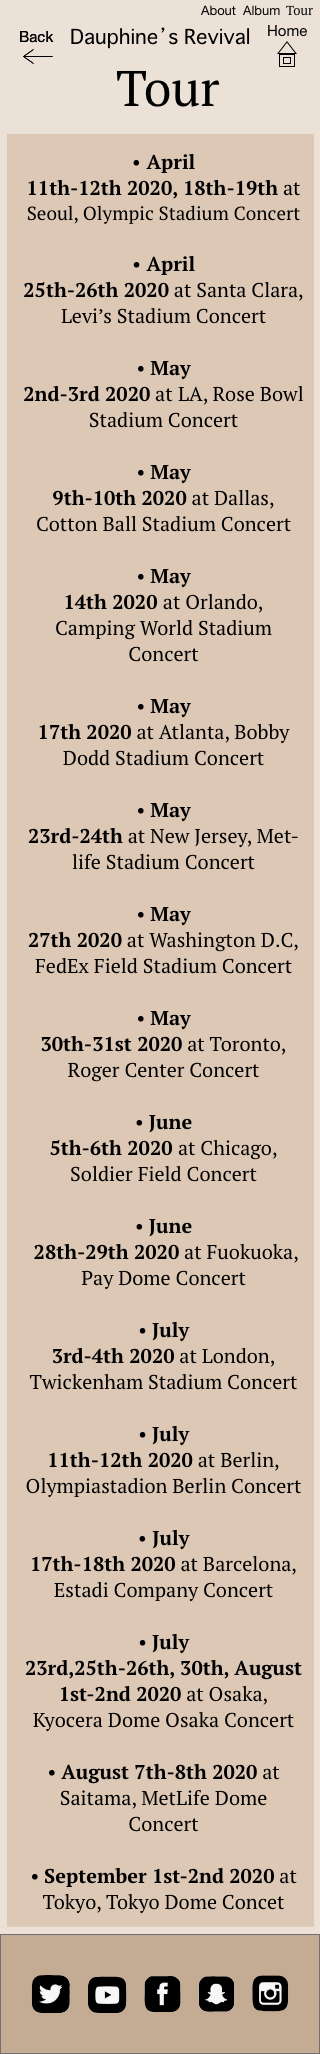 About Album Tour
Back Dauphine’s Revival Home
Tour
• April
11th-12th 2020, 18th-19th at
Seoul, Olympic Stadium Concert
• April
25th-26th 2020 at Santa Clara,
Levi’s Stadium Concert
• May
2nd-3rd 2020 at LA, Rose Bowl
Stadium Concert
• May
9th-10th 2020 at Dallas,
Cotton Ball Stadium Concert
• May
14th 2020 at Orlando,
Camping World Stadium
Concert
• May
17th 2020 at Atlanta, Bobby
Dodd Stadium Concert
• May
23rd-24th at New Jersey, Met-
life Stadium Concert
• May
27th 2020 at Washington D.C,
FedEx Field Stadium Concert
• May
30th-31st 2020 at Toronto,
Roger Center Concert
• June
5th-6th 2020 at Chicago,
Soldier Field Concert
• June
28th-29th 2020 at Fuokuoka,
Pay Dome Concert
• July
3rd-4th 2020 at London,
Twickenham Stadium Concert
• July
11th-12th 2020 at Berlin,
Olympiastadion Berlin Concert
• July
17th-18th 2020 at Barcelona,
Estadi Company Concert
• July
23rd,25th-26th, 30th, August
1st-2nd 2020 at Osaka,
Kyocera Dome Osaka Concert
• August 7th-8th 2020 at
Saitama, MetLife Dome
Concert
• September 1st-2nd 2020 at
Tokyo, Tokyo Dome Concet